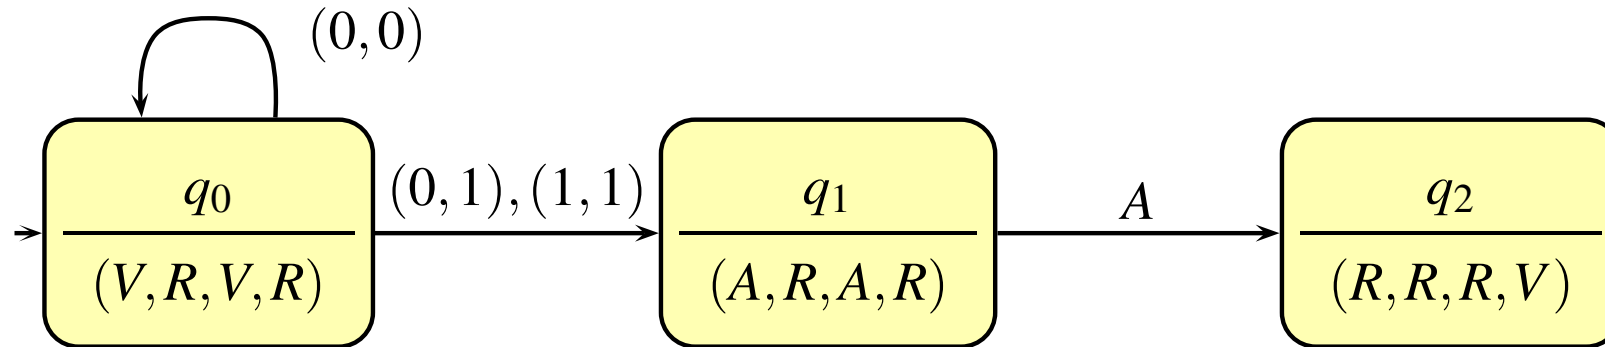 (0,0)
q0 (0,1),(1,1) q1 A q2
(V,R,V,R) (A,R,A,R) (R,R,R,V)